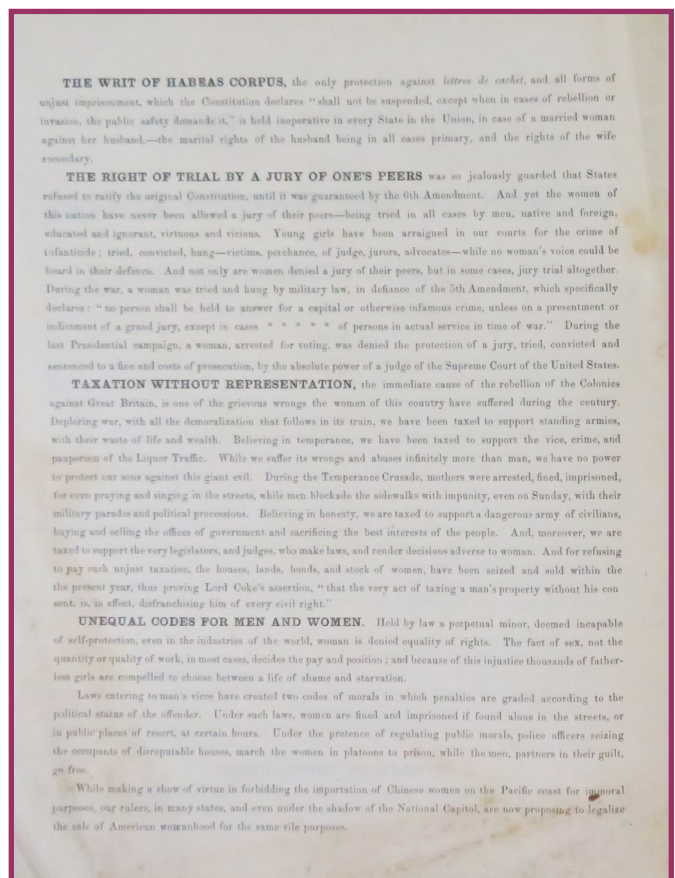 THE WRIT OF HABEAS CORPUS, the only protection against lettres de cachet, and all forms of
unjust imprisonment, which the Constitution declares "shall not be suspended, except when in cases of rebellion or
invasion, the public safety demands it," is held inoperative in every State in the Union, in case of a married woman
against her husband,—the marital rights of the husband being in all cases primary, and the rights of the wife
secondary.
THE RIGHT OF TRIAL BY A JURY OF ONE'S PEERS was so jealously guarded that States
refused to ratify the original Constitution, until it was guaranteed by the 6th Amendment. And yet the women of
this nation have never been allowed a jury of their peers—being tried in all cases by men, native and foreign,
educated and ignorant, virtuous and vicious. Young girls have been arraigned in our courts for the crime of
infanticide; tried, convicted, hung—victims, perchance, of judge, jurors, advocates—while no woman's voice could be
heard in their defence. And not only are women denied a jury of their peers, but in some cases, jury trial altogether.
During the war, a woman was tried and hung by military law, in defiance of the 5th Amendment, which specifically
declares: "no person shall be held to answer for a capital or otherwise infamous crime, unless on a presentment or
indictment of a grand jury, except in cases * * * * * of persons in actual service in time of war." During the
last Presidential campaign, a woman, arrested for voting, was denied the protection of a jury, tried, convicted and
sentenced to a fine and costs of prosecution, by the absolute power of a judge of the Supreme Court of the United States.
TAXATION WITHOUT REPRESENTATION, the immediate cause of the rebellion of the Colonies
against Great Britain, is one of the grievous wrongs the women of this country have suffered during the century.
Deploring war, with all the demoralization that follows in its train, we have been taxed to support standing armies,
with their waste of life and wealth. Believing in temperance, we have been taxed to support the vice, crime, and
pauperism of the Liquor Traffic. While we suffer its wrongs and abuses infinitely more than man, we have no power
to protect our sons against this giant evil. During the Temperance Crusade, mothers were arrested, fined, imprisoned,
for even praying and singing in the streets, while men blockade the sidewalks with impunity, even on Sunday, with their
military parades and political processions. Believing in honesty, we are taxed to support a dangerous army of civilians,
buying and selling the offices of government and sacrificing the best interests of the people. And, moreover, we are
taxed to support the very legislators, and judges, who make laws, and render decisions adverse to woman. And for refusing
to pay such unjust taxation, the houses, lands, bonds, and stock of women, have been seized and sold within the
the present year, thus proving Lord Coke's assertion, "that the very act of taxing a man's property without his con
sent, is, in effect, disfranchising him of every civil right."
UNEQUAL CODES FOR MEN AND WOMEN. Held by law a perpetual minor, deemed incapable
of self-protection, even in the industries of the world, woman is denied equality of rights. The fact of sex, not the
quantity or quality of work, in most cases, decides the pay and position; and because of this injustice thousands of father-
less girls are compelled to choose between a life of shame and starvation.
Laws catering to man's vices have created two codes of morals in which penalties are graded according to the
political status of the offender. Under such laws, women are fined and imprisoned if found alone in the streets, or
in public places of resort, at certain hours. Under the pretence of regulating public morals, police officers seizing
the occupants of disreputable houses, march the women in platoons to prison, while the men, partners in their guilt,
go free.
While making a show of virtue in forbidding the importation of Chinese women on the Pacific coast for immoral
purposes, our rulers, in many states, and even under the shadow of the National Capitol, are now proposing to legalize
the sale of American womanhood for the same vile purposes.